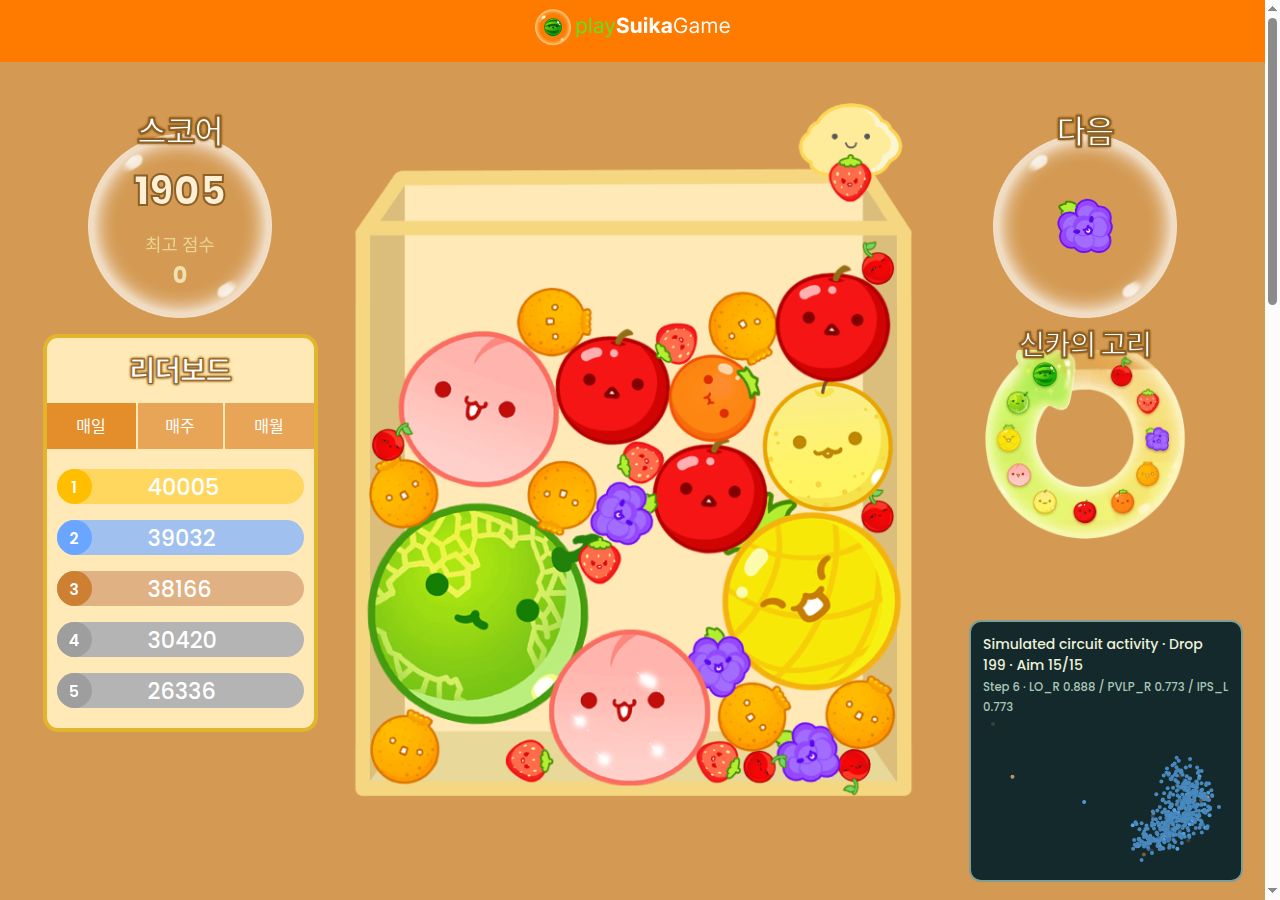 playSuikaGame
스코어
1905
최고 점수
0
다음
리더보드
매일 매주 매월
1 40005
2 39032
3 38166
4 30420
5 26336
신카의 고리
Simulated circuit activity · Drop
199 · Aim 15/15
Step 6 · LO_R 0.888 / PVLP_R 0.773 / IPS_L
0.773